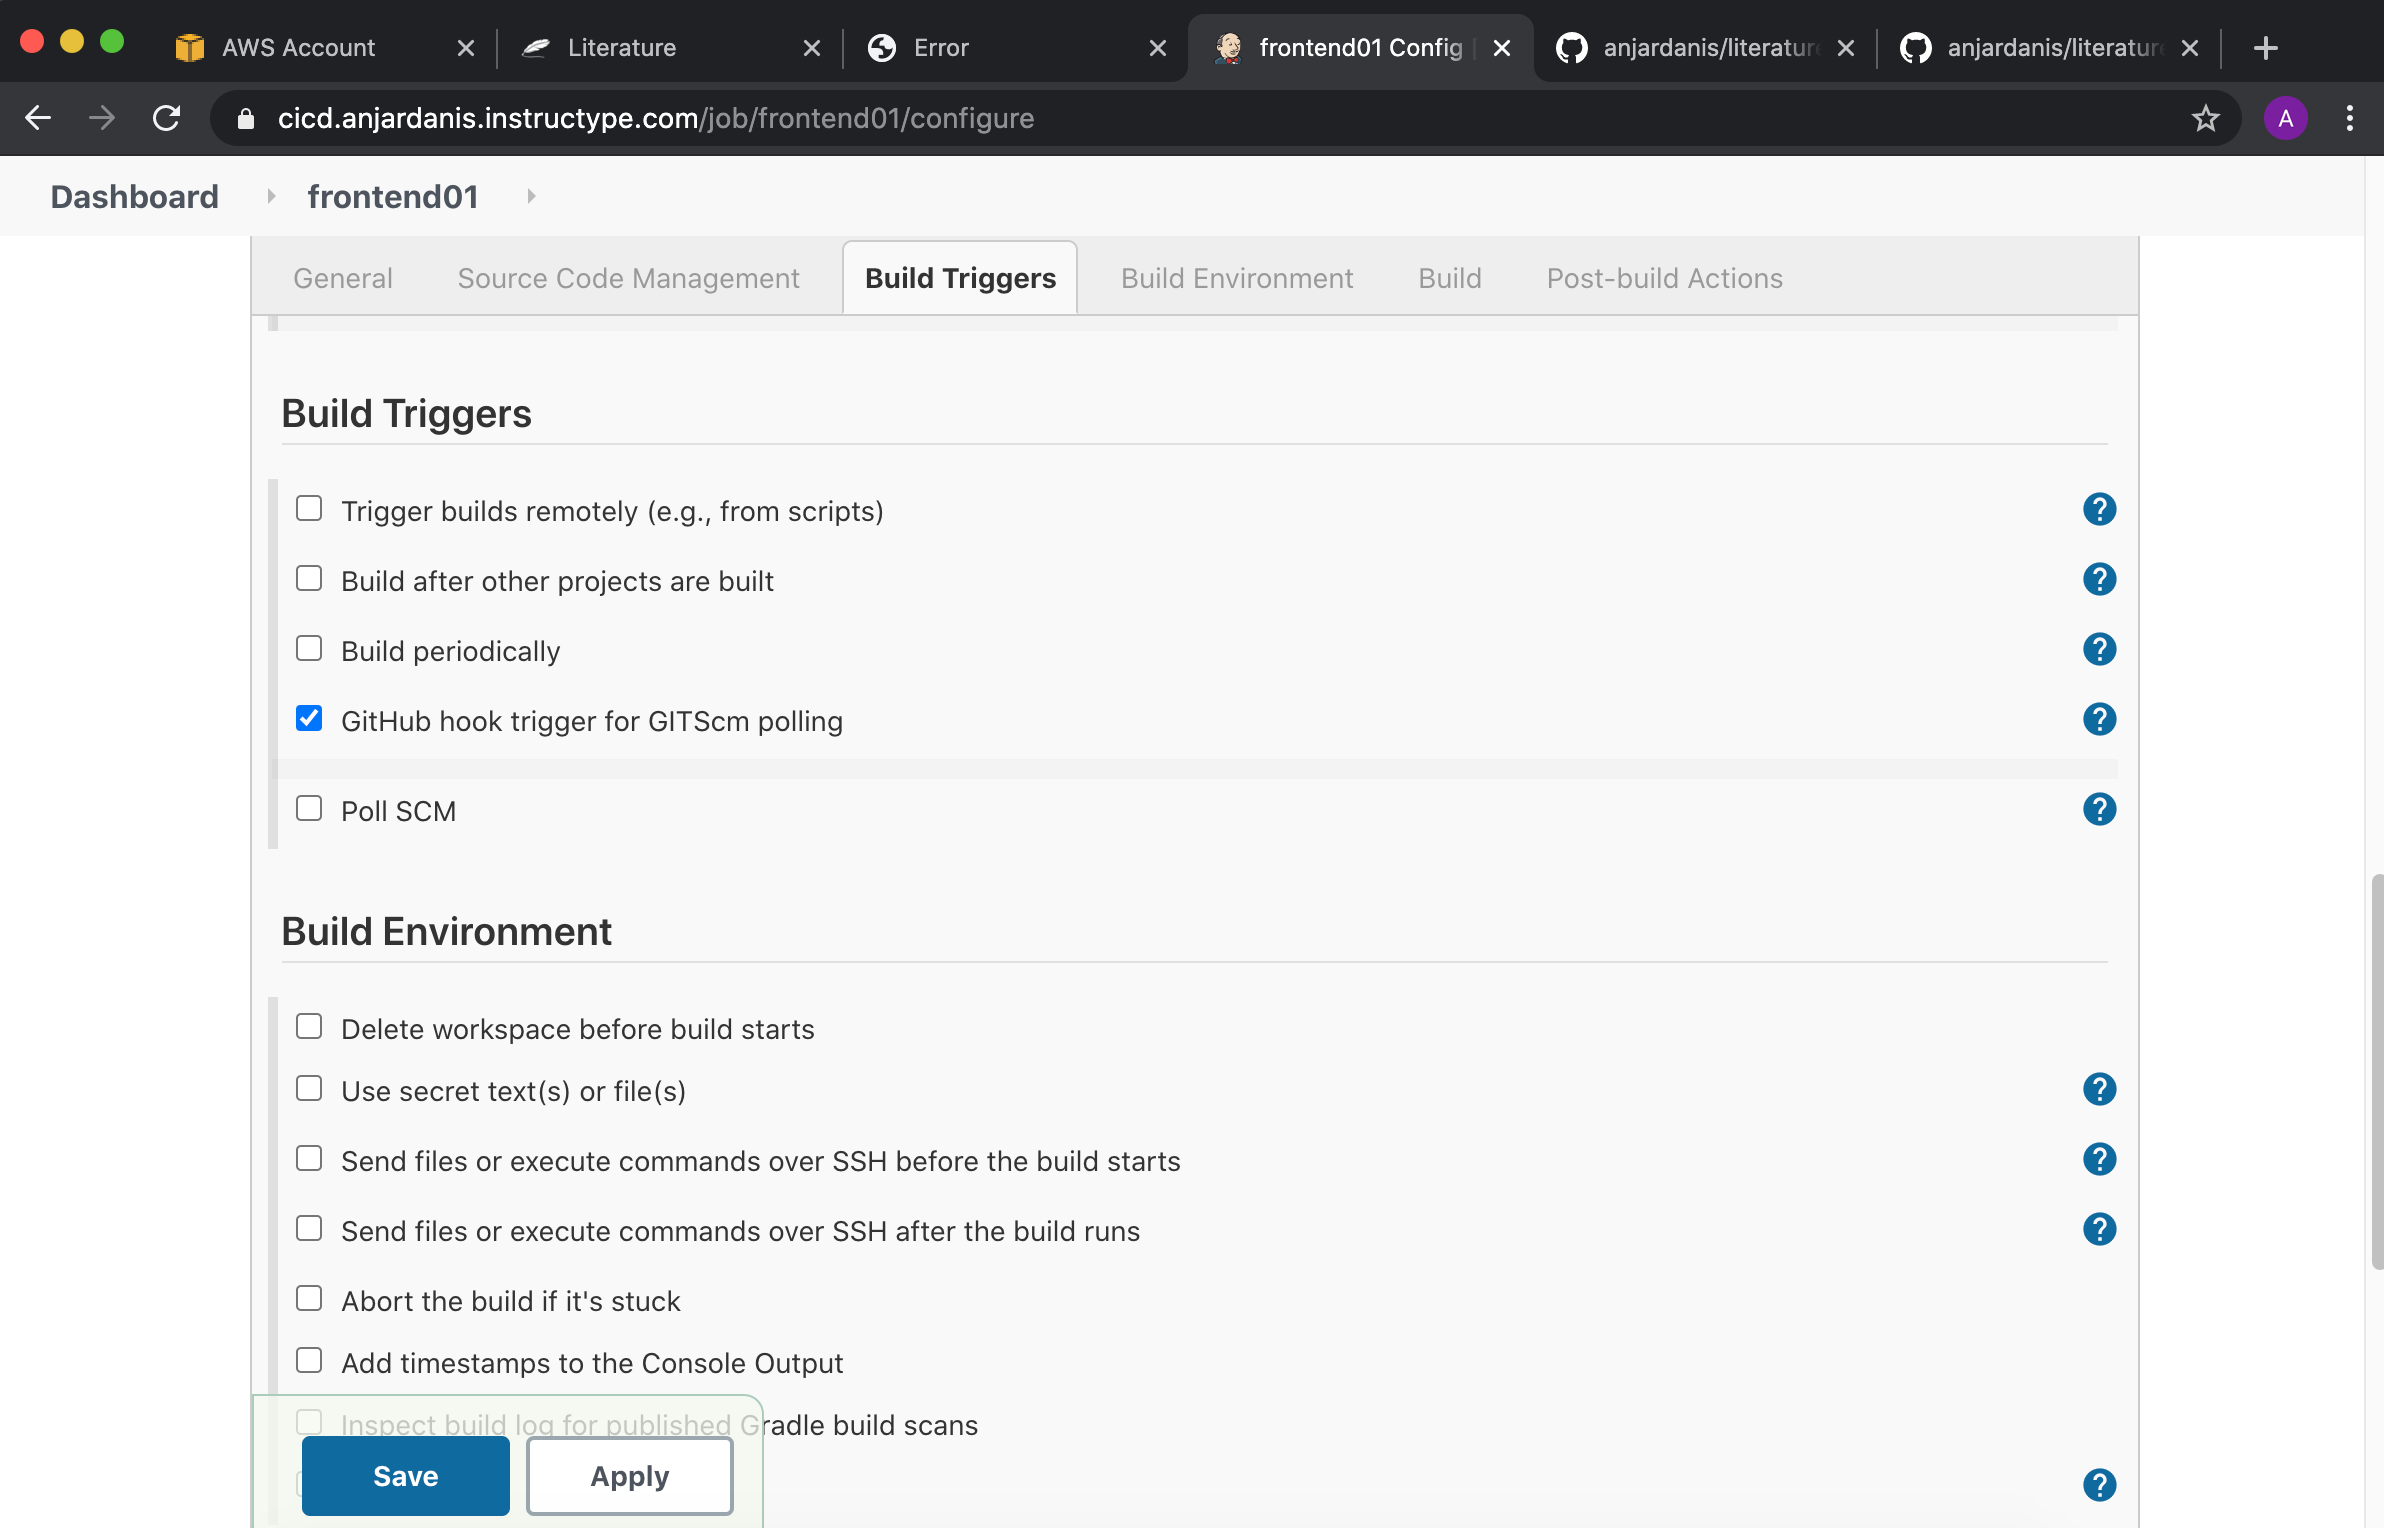 AWS Account
Literature
Error
frontend01 Config
anjardanis/literature
anjardanis/literature
cicd.anjardanis.instructype.com/job/frontend01/configure
A
Dashboard
frontend01
General
Source Code Management
Build Triggers
Build Environment
Build
Post-build Actions
Build Triggers
Trigger builds remotely (e.g., from scripts)
?
Build after other projects are built
?
Build periodically
?
GitHub hook trigger for GITScm polling
?
Poll SCM
?
Build Environment
Delete workspace before build starts
Use secret text(s) or file(s)
?
Send files or execute commands over SSH before the build starts
?
Send files or execute commands over SSH after the build runs
?
Abort the build if it's stuck
Add timestamps to the Console Output
Inspect build log for published Gradle build scans
Save
Apply
?